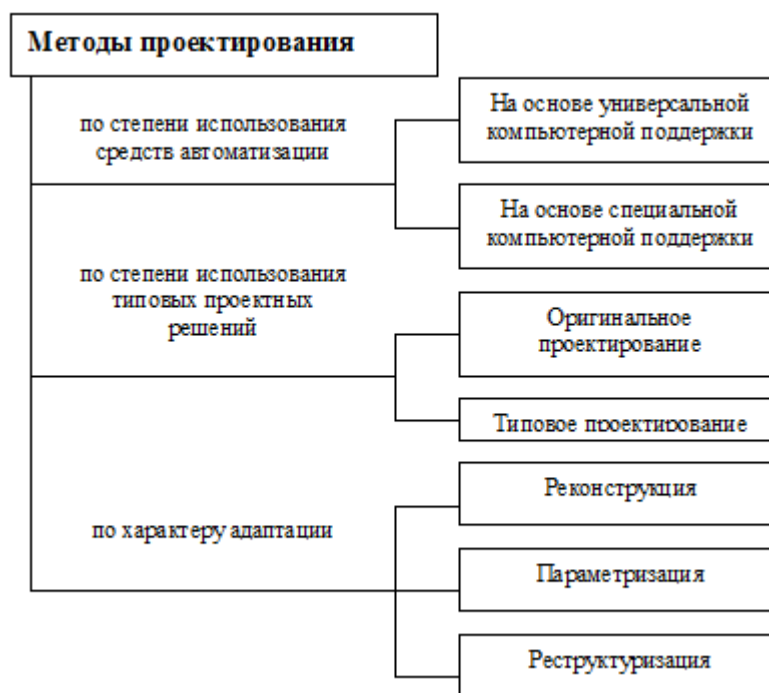 Методы проектирования
по степени использования
средств автоматизации
На основе универсальной
компьютерной поддержки
На основе специальной
компьютерной поддержки
по степени использования
типовых проектных
решений
Оригинальное
проектирование
Типовое проектирование
по характеру адаптации
Реконструкция
Параметризация
Реструктуризация